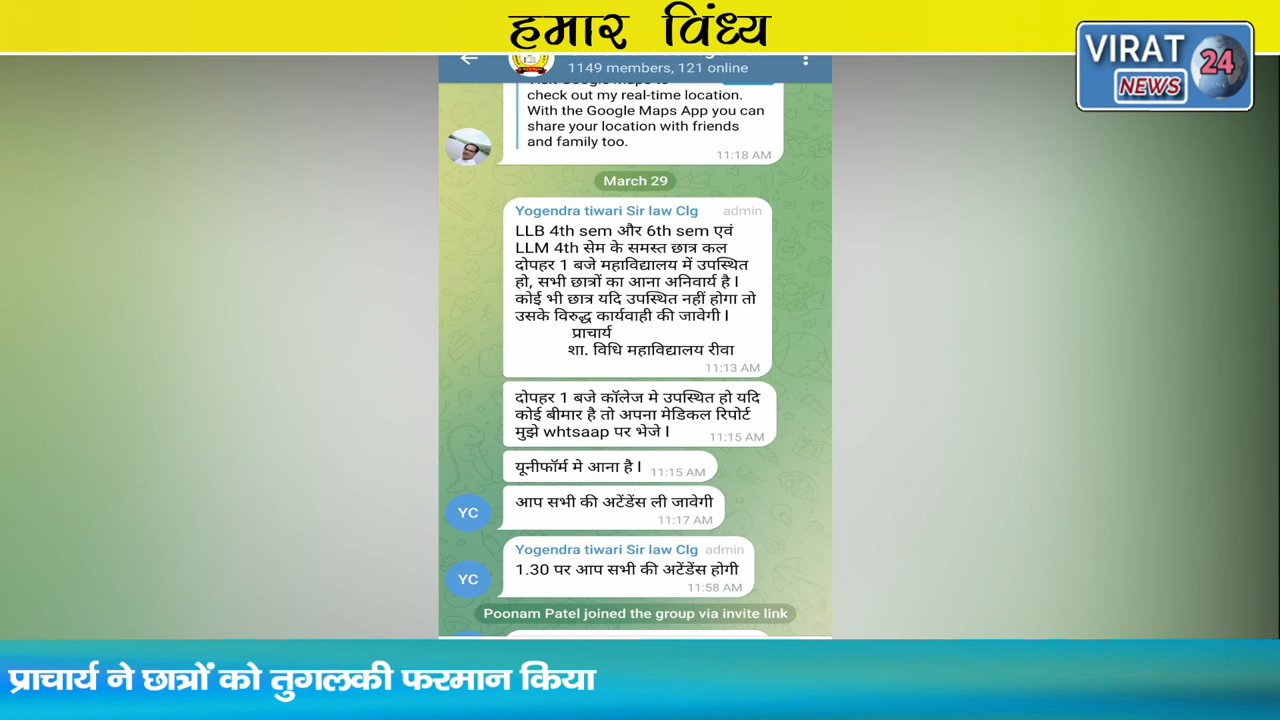 हमार विंध्य
VIRAT
24
NEWS
1149 members, 121 online
check out my real-time location.
With the Google Maps App you can
share your location with friends
and family too.
11:18 AM
March 29
Yogendra tiwari Sir law Clg admin
LLB 4th sem और 6th sem एवं
LLM 4th सेम के समस्त छात्र कल
दोपहर 1 बजे महाविद्यालय में उपस्थित
हो, सभी छात्रों का आना अनिवार्य है l
कोई भी छात्र यदि उपस्थित नहीं होगा तो
उसके विरुद्ध कार्यवाही की जावेगी l
प्राचार्य
शा. विधि महाविद्यालय रीवा
11:13 AM
दोपहर 1 बजे कॉलेज मे उपस्थित हो यदि
कोई बीमार है तो अपना मेडिकल रिपोर्ट
मुझे whtsaap पर भेजे l
11:15 AM
यूनीफॉर्म मे आना है l 11:15 AM
आप सभी की अटेंडेंस ली जावेगी
YC
11:17 AM
Yogendra tiwari Sir law Clg admin
1.30 पर आप सभी की अटेंडेंस होगी
YC
11:58 AM
Poonam Patel joined the group via invite link
प्राचार्य ने छात्रों को तुगलकी फरमान किया